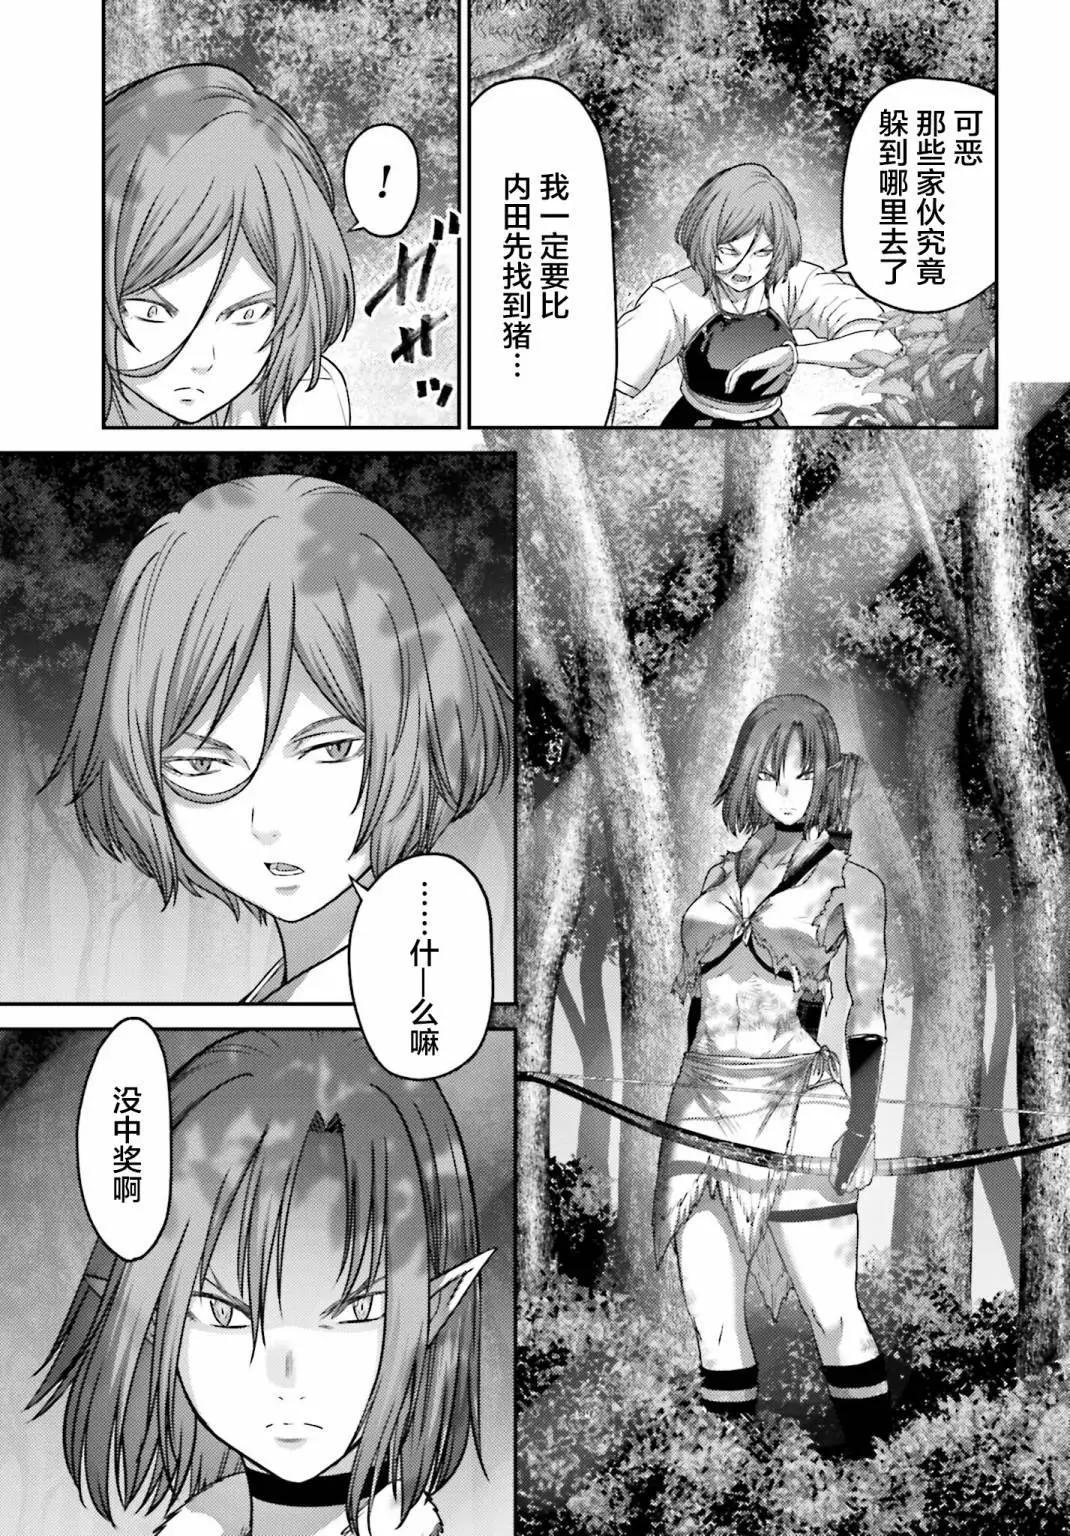 可恶
那些家伙究竟
躲到哪里去了
我一定要比
内田先找到猪…
！
ガサッ
……什—么嘛
没中奖啊